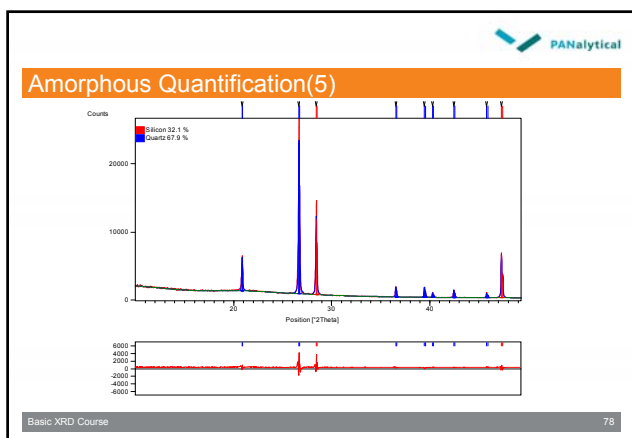 PANalytical
Amorphous Quantification(5)
Counts
Silicon 32.1 %
Quartz 67.9 %
20000
10000
0
20
30
40
Position [°2Theta]
6000
4000
2000
0
-2000
-4000
-6000
Basic XRD Course 78